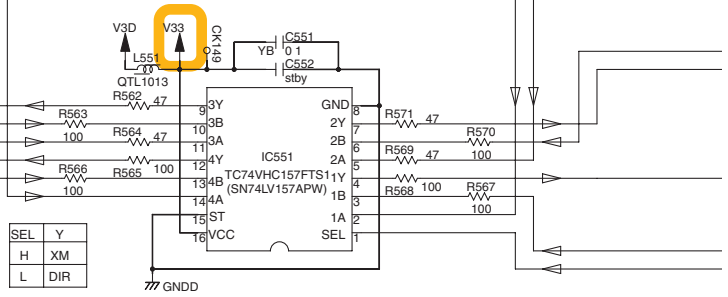 V3D
V33
CK149
C551
YB 0 1
L551
C552
stby
QTL1013
R562 47
3Y 9
GND 8
R563
100
3B 10
2Y 7
R571 47
R564 47
3A 11
2B 6
R570
100
IC551
TC74VHC157FTS1
(SN74LV157APW)
R565 100
4Y 12
2A 5
R569 47
R566
100
4B 13
1Y 4
R568 100
4A 14
1B 3
R567
100
ST 15
1A 2
VCC 16
SEL 1
SEL Y
H XM
L DIR
GNDD